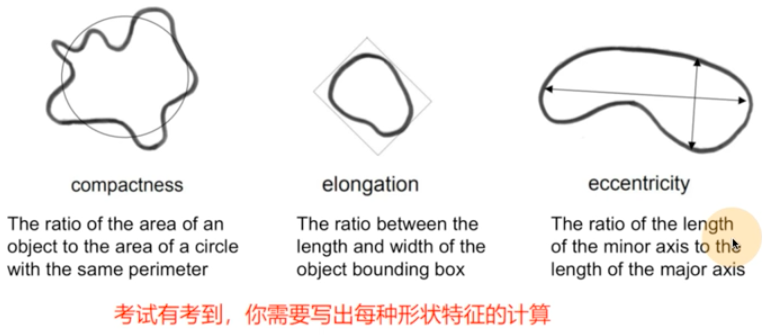 compactness
The ratio of the area of an
object to the area of a circle
with the same perimeter
elongation
The ratio between the
length and width of the
object bounding box
eccentricity
The ratio of the length
of the minor axis to the
length of the major axis
考试有考到，你需要写出每种形状特征的计算